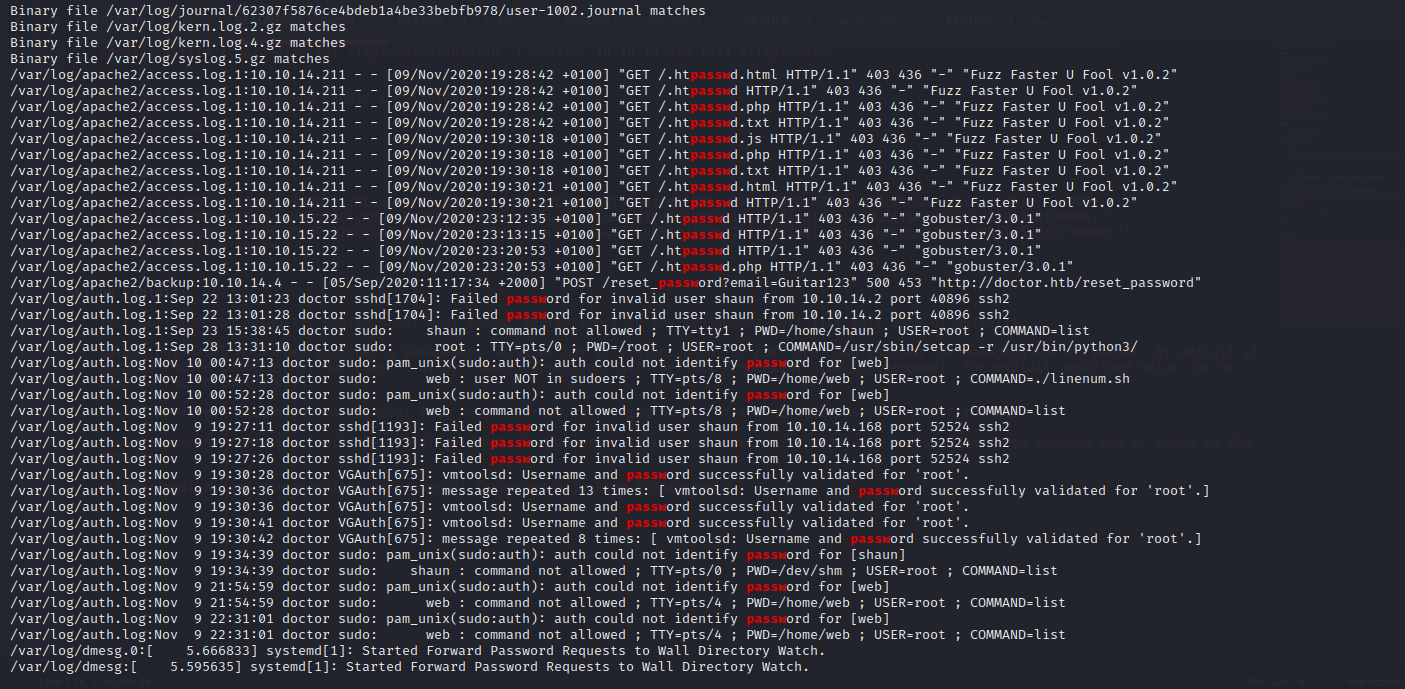 Binary file /var/log/journal/62307f5876ce4bdeb1a4be33bebfb978/user-1002.journal matches
Binary file /var/log/kern.log.2.gz matches
Binary file /var/log/kern.log.4.gz matches
Binary file /var/log/syslog.5.gz matches
/var/log/apache2/access.log.1:10.10.14.211 - - [09/Nov/2020:19:28:42 +0100] "GET /.htpasswd.html HTTP/1.1" 403 436 "-" "Fuzz Faster U Fool v1.0.2"
/var/log/apache2/access.log.1:10.10.14.211 - - [09/Nov/2020:19:28:42 +0100] "GET /.htpasswd HTTP/1.1" 403 436 "-" "Fuzz Faster U Fool v1.0.2"
/var/log/apache2/access.log.1:10.10.14.211 - - [09/Nov/2020:19:28:42 +0100] "GET /.htpasswd.php HTTP/1.1" 403 436 "-" "Fuzz Faster U Fool v1.0.2"
/var/log/apache2/access.log.1:10.10.14.211 - - [09/Nov/2020:19:28:42 +0100] "GET /.htpasswd.txt HTTP/1.1" 403 436 "-" "Fuzz Faster U Fool v1.0.2"
/var/log/apache2/access.log.1:10.10.14.211 - - [09/Nov/2020:19:30:18 +0100] "GET /.htpasswd.js HTTP/1.1" 403 436 "-" "Fuzz Faster U Fool v1.0.2"
/var/log/apache2/access.log.1:10.10.14.211 - - [09/Nov/2020:19:30:18 +0100] "GET /.htpasswd.php HTTP/1.1" 403 436 "-" "Fuzz Faster U Fool v1.0.2"
/var/log/apache2/access.log.1:10.10.14.211 - - [09/Nov/2020:19:30:18 +0100] "GET /.htpasswd.txt HTTP/1.1" 403 436 "-" "Fuzz Faster U Fool v1.0.2"
/var/log/apache2/access.log.1:10.10.14.211 - - [09/Nov/2020:19:30:21 +0100] "GET /.htpasswd.html HTTP/1.1" 403 436 "-" "Fuzz Faster U Fool v1.0.2"
/var/log/apache2/access.log.1:10.10.14.211 - - [09/Nov/2020:19:30:21 +0100] "GET /.htpasswd HTTP/1.1" 403 436 "-" "Fuzz Faster U Fool v1.0.2"
/var/log/apache2/access.log.1:10.10.15.22 - - [09/Nov/2020:23:12:35 +0100] "GET /.htpasswd HTTP/1.1" 403 436 "-" "gobuster/3.0.1"
/var/log/apache2/access.log.1:10.10.15.22 - - [09/Nov/2020:23:13:15 +0100] "GET /.htpasswd HTTP/1.1" 403 436 "-" "gobuster/3.0.1"
/var/log/apache2/access.log.1:10.10.15.22 - - [09/Nov/2020:23:20:53 +0100] "GET /.htpasswd HTTP/1.1" 403 436 "-" "gobuster/3.0.1"
/var/log/apache2/access.log.1:10.10.15.22 - - [09/Nov/2020:23:20:53 +0100] "GET /.htpasswd.php HTTP/1.1" 403 436 "-" "gobuster/3.0.1"
/var/log/apache2/backup:10.10.14.4 - - [05/Sep/2020:11:17:34 +2000] "POST /reset_password?email=Guitar123" 500 453 "http://doctor.htb/reset_password"
/var/log/auth.log.1:Sep 22 13:01:23 doctor sshd[1704]: Failed password for invalid user shaun from 10.10.14.2 port 40896 ssh2
/var/log/auth.log.1:Sep 22 13:01:28 doctor sshd[1704]: Failed password for invalid user shaun from 10.10.14.2 port 40896 ssh2
/var/log/auth.log.1:Sep 23 15:38:45 doctor sudo:    shaun : command not allowed ; TTY=tty1 ; PWD=/home/shaun ; USER=root ; COMMAND=list
/var/log/auth.log.1:Sep 28 13:31:10 doctor sudo:     root : TTY=pts/0 ; PWD=/root ; USER=root ; COMMAND=/usr/sbin/setcap -r /usr/bin/python3/
/var/log/auth.log:Nov 10 00:47:13 doctor sudo: pam_unix(sudo:auth): auth could not identify password for [web]
/var/log/auth.log:Nov 10 00:47:13 doctor sudo:      web : user NOT in sudoers ; TTY=pts/8 ; PWD=/home/web ; USER=root ; COMMAND=./linenum.sh
/var/log/auth.log:Nov 10 00:52:28 doctor sudo: pam_unix(sudo:auth): auth could not identify password for [web]
/var/log/auth.log:Nov 10 00:52:28 doctor sudo:      web : command not allowed ; TTY=pts/8 ; PWD=/home/web ; USER=root ; COMMAND=list
/var/log/auth.log:Nov  9 19:27:11 doctor sshd[1193]: Failed password for invalid user shaun from 10.10.14.168 port 52524 ssh2
/var/log/auth.log:Nov  9 19:27:18 doctor sshd[1193]: Failed password for invalid user shaun from 10.10.14.168 port 52524 ssh2
/var/log/auth.log:Nov  9 19:27:26 doctor sshd[1193]: Failed password for invalid user shaun from 10.10.14.168 port 52524 ssh2
/var/log/auth.log:Nov  9 19:30:28 doctor VGAuth[675]: vmtoolsd: Username and password successfully validated for 'root'.
/var/log/auth.log:Nov  9 19:30:36 doctor VGAuth[675]: message repeated 13 times: [ vmtoolsd: Username and password successfully validated for 'root'.]
/var/log/auth.log:Nov  9 19:30:36 doctor VGAuth[675]: vmtoolsd: Username and password successfully validated for 'root'.
/var/log/auth.log:Nov  9 19:30:41 doctor VGAuth[675]: vmtoolsd: Username and password successfully validated for 'root'.
/var/log/auth.log:Nov  9 19:30:42 doctor VGAuth[675]: message repeated 8 times: [ vmtoolsd: Username and password successfully validated for 'root'.]
/var/log/auth.log:Nov  9 19:34:39 doctor sudo: pam_unix(sudo:auth): auth could not identify password for [shaun]
/var/log/auth.log:Nov  9 19:34:39 doctor sudo:    shaun : command not allowed ; TTY=pts/0 ; PWD=/dev/shm ; USER=root ; COMMAND=list
/var/log/auth.log:Nov  9 21:54:59 doctor sudo: pam_unix(sudo:auth): auth could not identify password for [web]
/var/log/auth.log:Nov  9 21:54:59 doctor sudo:      web : command not allowed ; TTY=pts/4 ; PWD=/home/web ; USER=root ; COMMAND=list
/var/log/auth.log:Nov  9 22:31:01 doctor sudo: pam_unix(sudo:auth): auth could not identify password for [web]
/var/log/auth.log:Nov  9 22:31:01 doctor sudo:      web : command not allowed ; TTY=pts/4 ; PWD=/home/web ; USER=root ; COMMAND=list
/var/log/dmesg.0:[    5.666833] systemd[1]: Started Forward Password Requests to Wall Directory Watch.
/var/log/dmesg:[    5.595635] systemd[1]: Started Forward Password Requests to Wall Directory Watch.